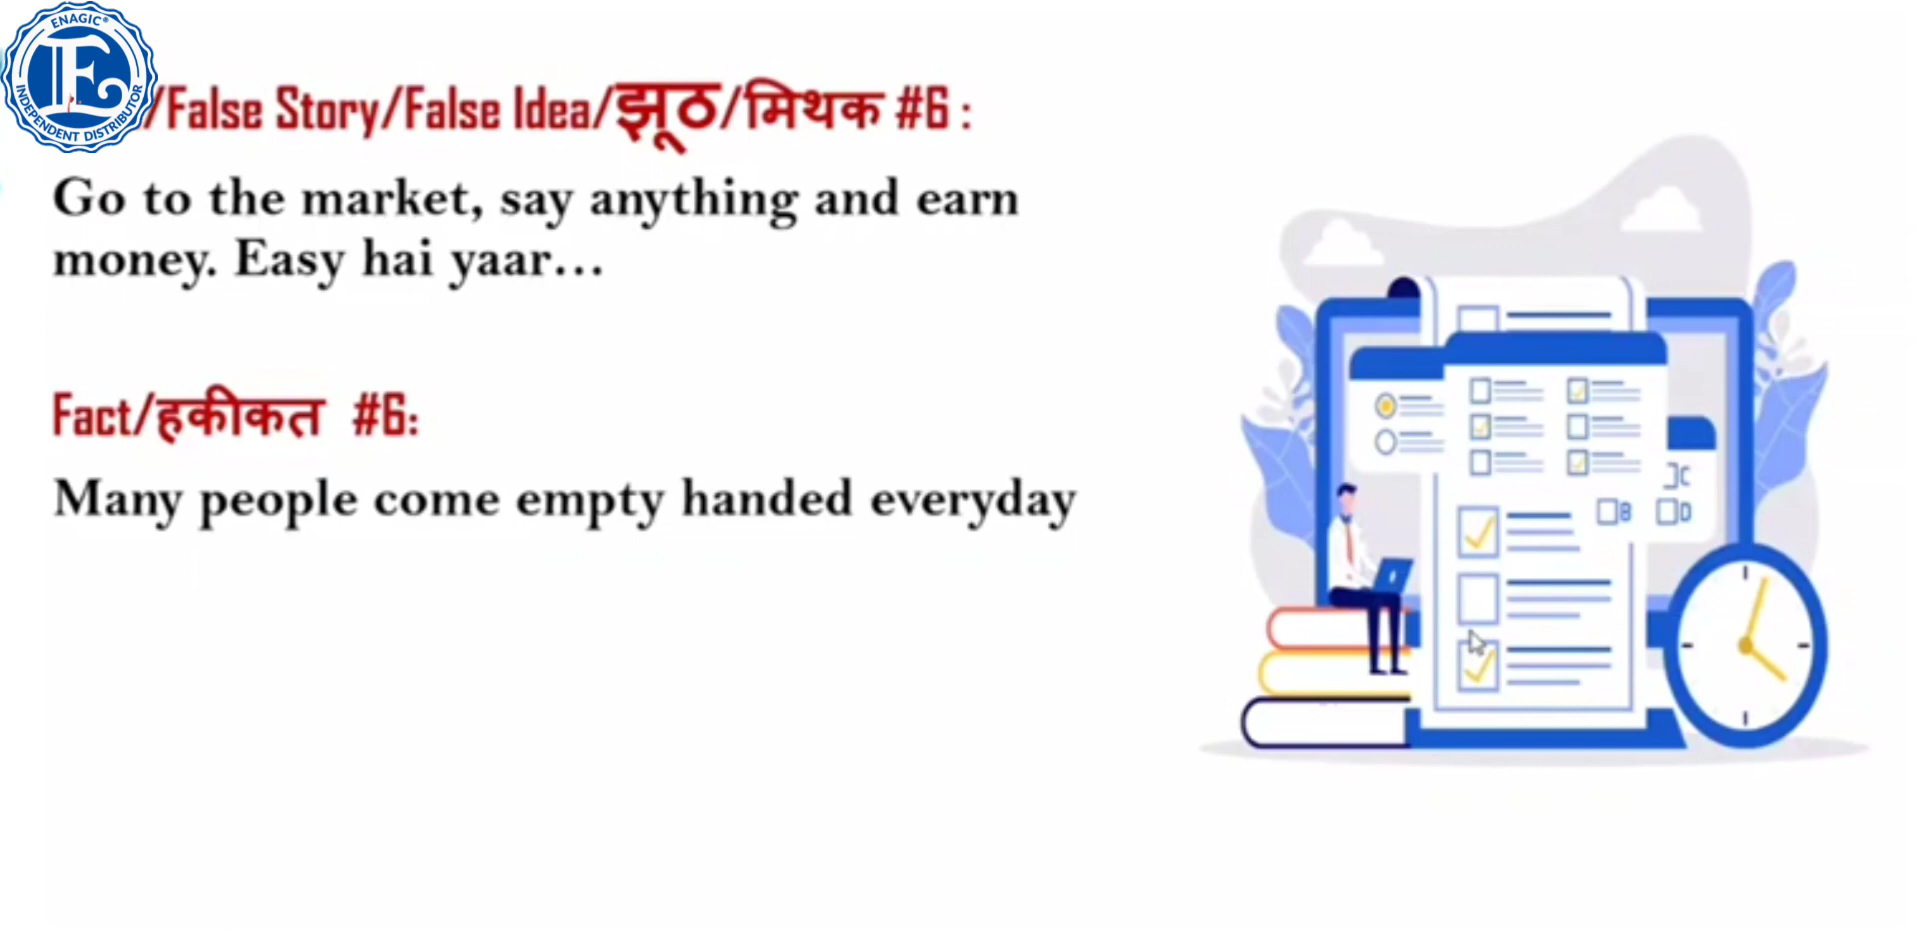 ENAGIC®
E
INDEPENDENT DISTRIBUTOR
/False Story/False Idea/झूठ/मिथक #6 :
Go to the market, say anything and earn
money. Easy hai yaar...
Fact/हकीकत #6:
Many people come empty handed everyday
C
B D